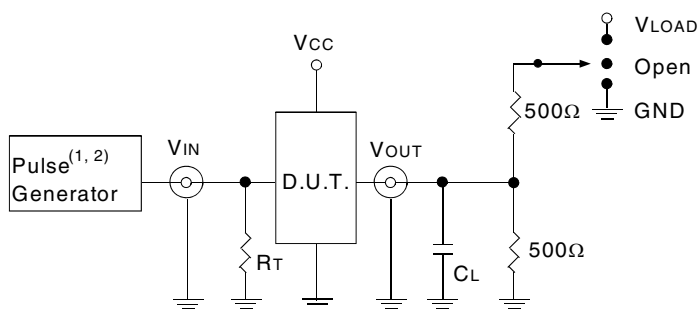 VLOAD
VCC
Open
500Ω
GND
VIN
VOUT
Pulse(1, 2)
Generator
D.U.T.
RT
CL
500Ω